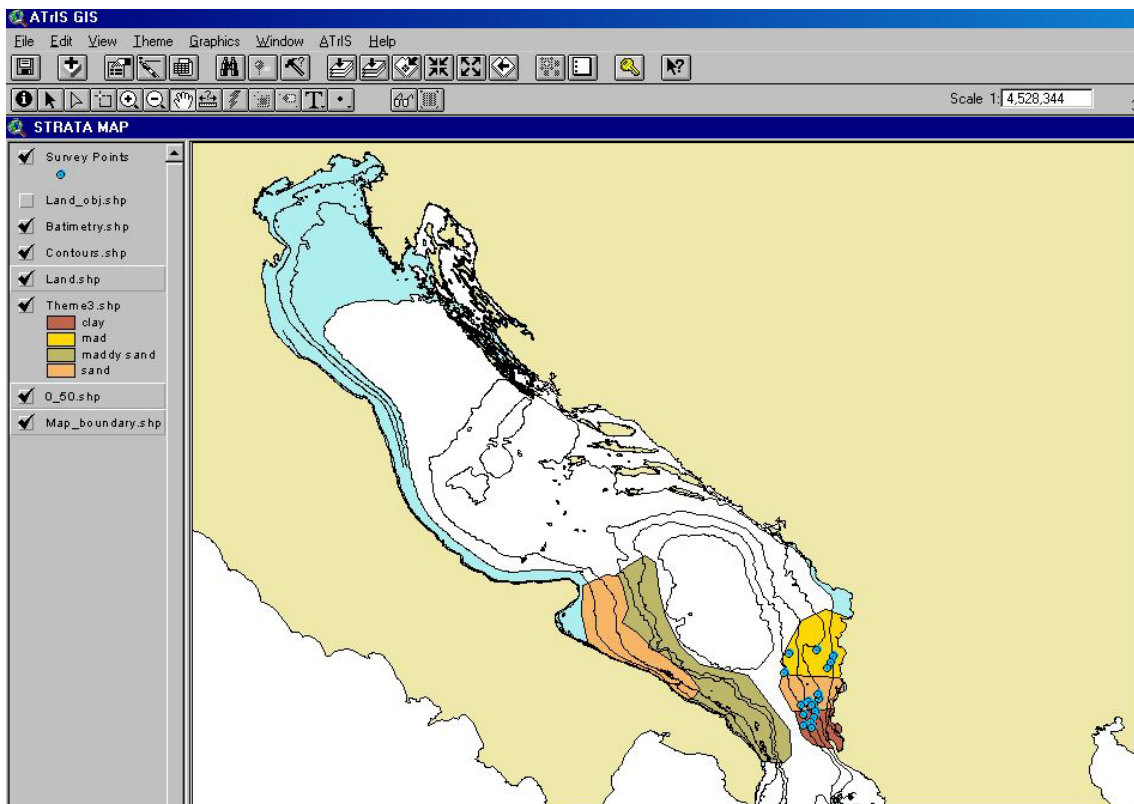 ATrIS GIS
File Edit View Theme Graphics Window ATrIS Help
Scale 1: 4,528,344
STRATA MAP
Survey Points
Land_obj.shp
Batimetry.shp
Contours.shp
Land.shp
Theme3.shp
clay
mad
maddy sand
sand
0_50.shp
Map_boundary.shp